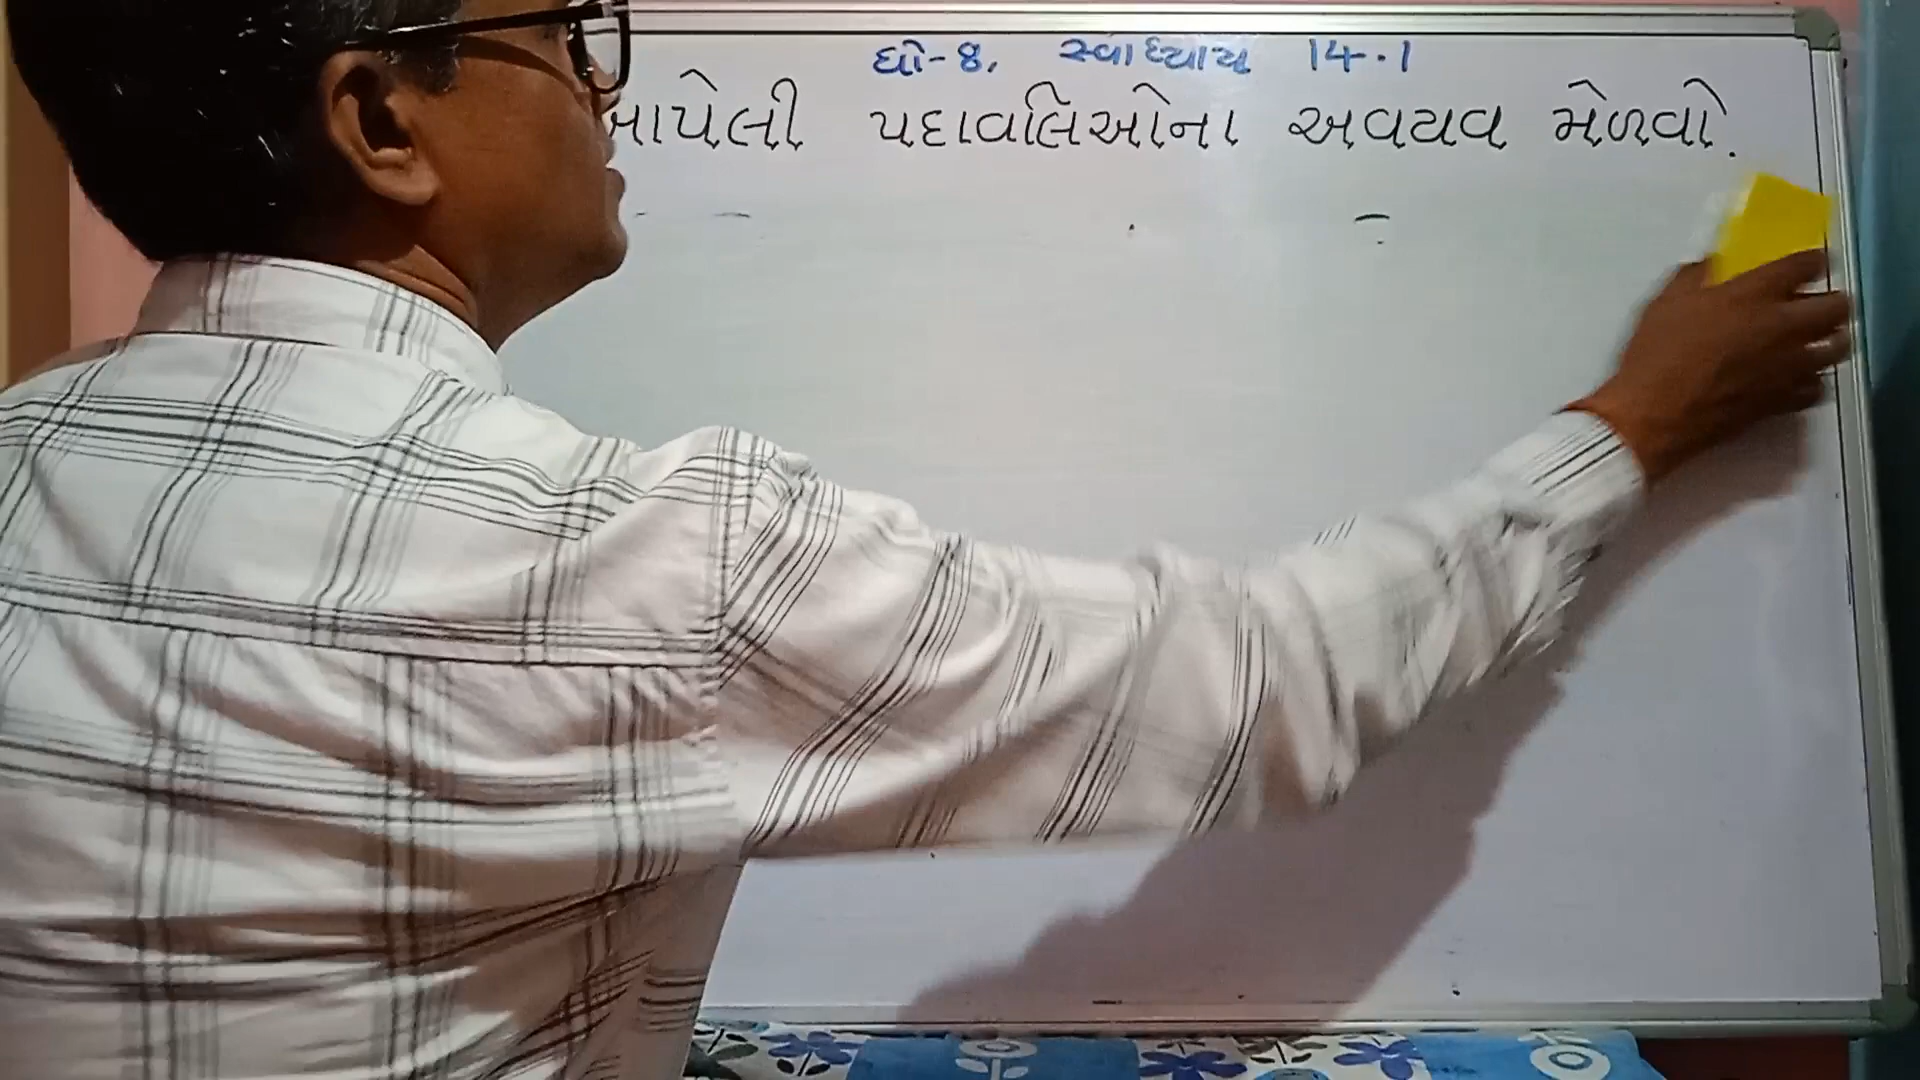 ધો-8. સ્વાધ્યાય 14.1
આપેલી પદાવલિઓના અવયવ મેળવો.